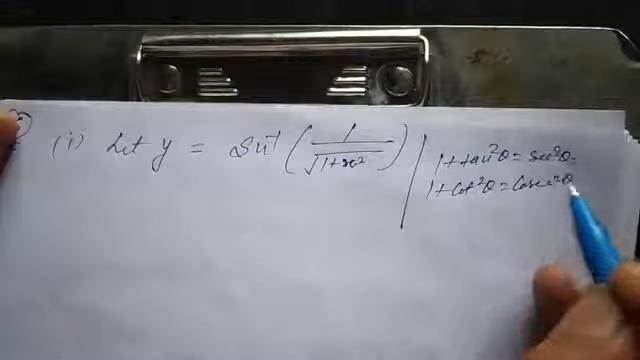 (i) Let y = Sin⁻¹ ( 1 / √1+x² )
1+tan²θ = sec²θ.
1+cot²θ = cosec²θ